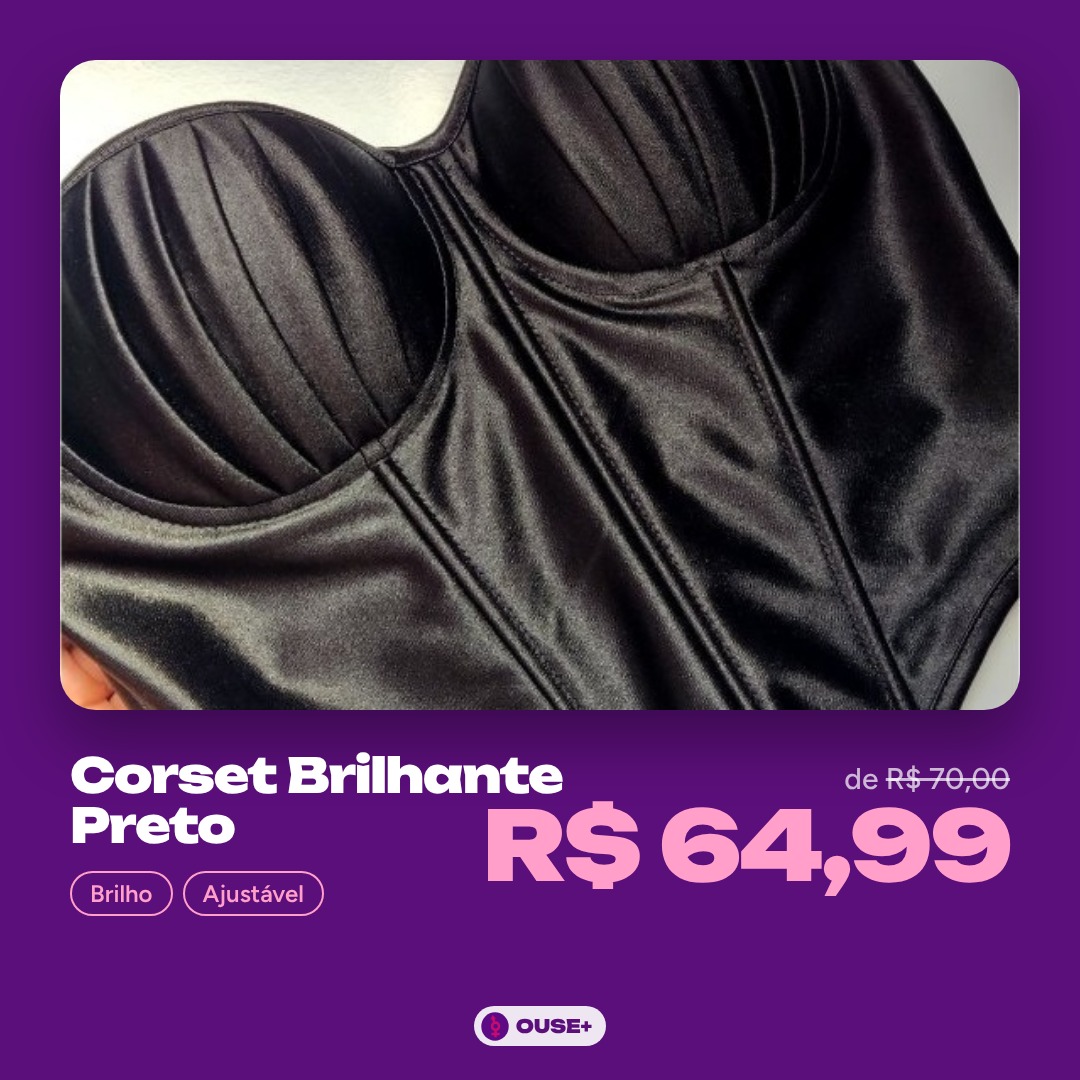 Corset Brilhante
Preto
de R$ 70,00
R$ 64,99
Brilho
Ajustável
OUSE+